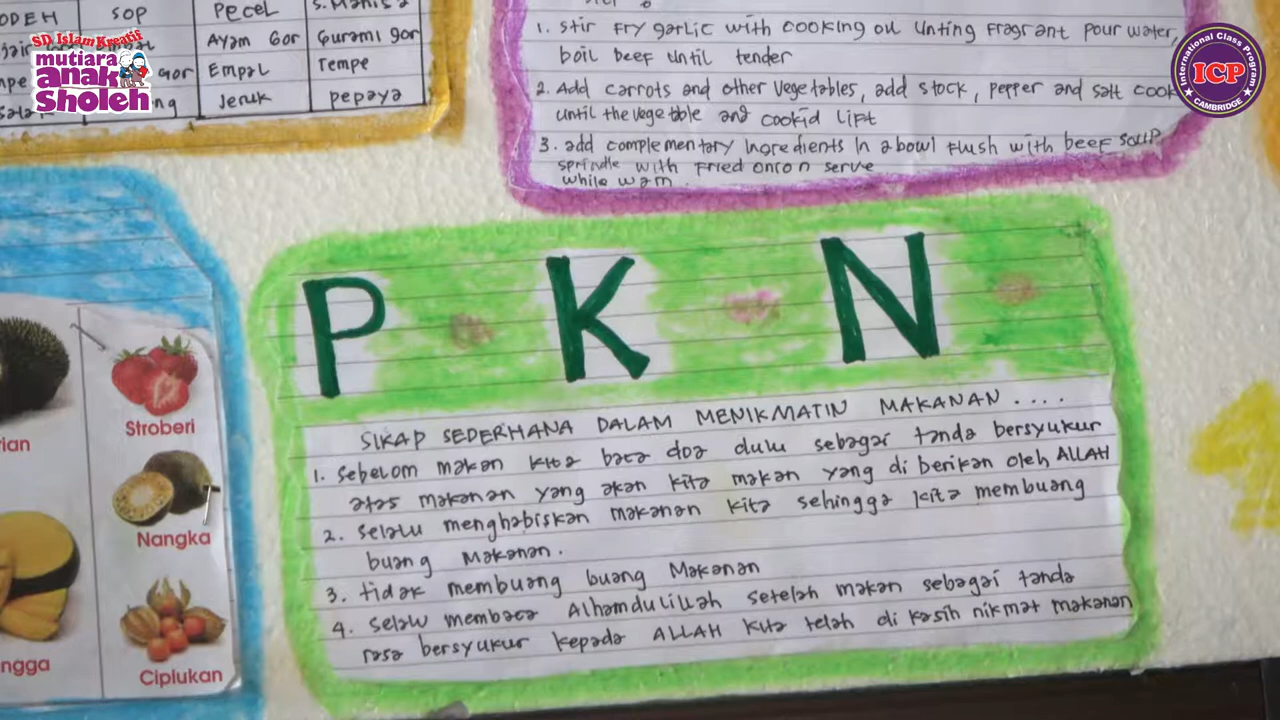 SOP
PECEL
Ayam Gor
Gurami gor
Gor
Empal
Tempe
Jeruk
pepaya
SD Islam Kreatif
mutiara
anak
sholeh
1. Stir Fry garlic with cooking oil Unting Fragrant pour water,
boil beef until tender
2. Add carrots and other vegetables, add stock, pepper and salt cook
until the vegetable and cookid Lift
3. add complementary Ingredients In a bowl Flush with beef soup
sprindle with Fried onion serve
while wam.
International Class Program
ICP
CAMBRIDGE
P K N
SIKAP SEDERHANA DALAM MENIKMATIN MAKANAN ....
1. Sebelom makan kita baca doa dulu sebagai tanda bersyukur
atas makanan yang akan kita makan yang di berikan oleh ALLAH
2. selalu menghabiskan makanan kita sehingga kita membuang
buang Makanan.
3. tidak membuang buang Makanan
4. selalu membaca Alhamdulillah setelah makan sebagai tanda
rasa bersyukur kepada ALLAH kita telah di kasih nikmat makanan
Stroberi
Nangka
Ciplukan